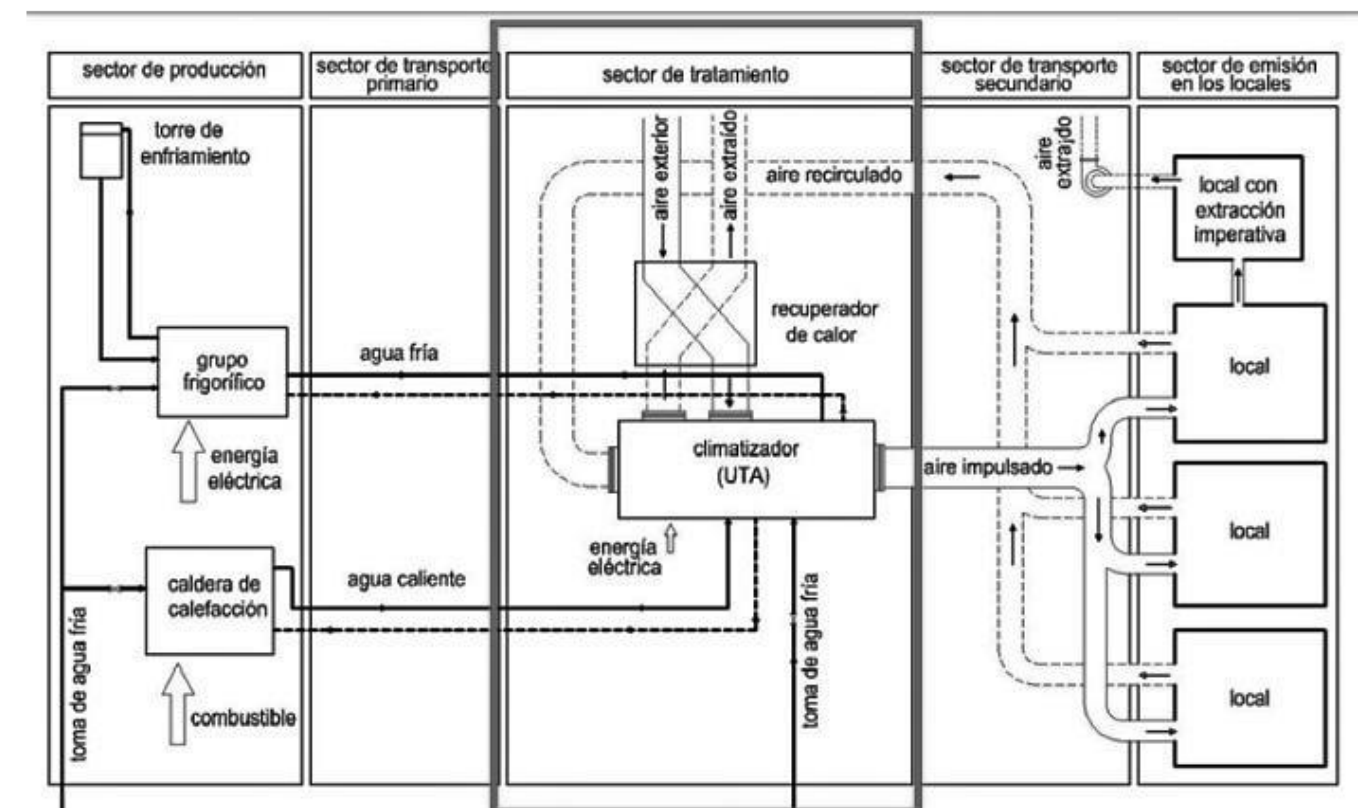 sector de producción
sector de transporte
primario
sector de tratamiento
sector de transporte
secundario
sector de emisión
en los locales
torre de
enfriamiento
aire exterior
aire extraído
aire recirculado
aire
extra¡do
local con
extracción
imperativa
recuperador
de calor
grupo
frigorífico
agua fría
local
energía
eléctrica
climatizador
(UTA)
aire impulsado
local
energía
eléctrica
caldera de
calefacción
agua caliente
toma de agua fría
combustible
toma de agua fría
local